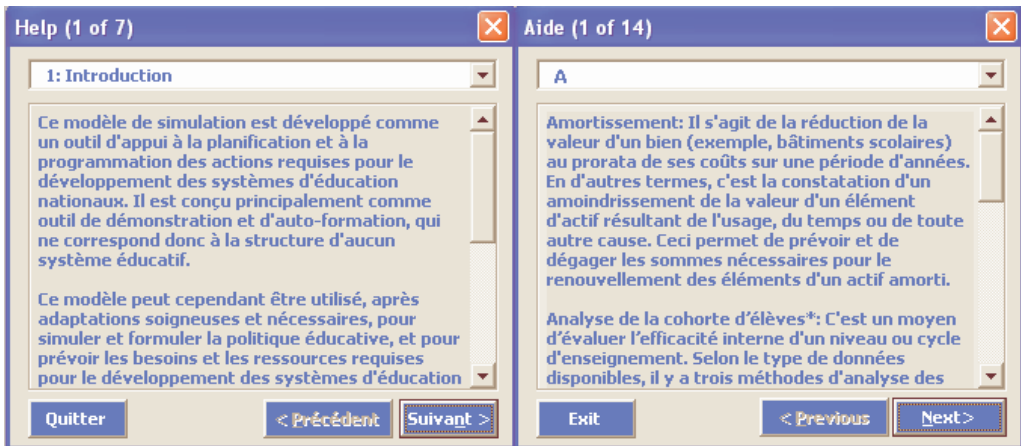 Help (1 of 7)
1: Introduction
Ce modèle de simulation est développé comme
un outil d'appui à la planification et à la
programmation des actions requises pour le
développement des systèmes d'éducation
nationaux. Il est conçu principalement comme
outil de démonstration et d'auto-formation, qui
ne correspond donc à la structure d'aucun
système éducatif.
Ce modèle peut cependant être utilisé, après
adaptations soigneuses et nécessaires, pour
simuler et formuler la politique éducative, et pour
prévoir les besoins et les ressources requises
pour le développement des systèmes d'éducation
Quitter
< Précédent
Suivant >
Aide (1 of 14)
A
Amortissement: Il s'agit de la réduction de la
valeur d'un bien (exemple, bâtiments scolaires)
au prorata de ses coûts sur une période d'années.
En d'autres termes, c'est la constatation d'un
amoindrissement de la valeur d'un élément
d'actif résultant de l'usage, du temps ou de toute
autre cause. Ceci permet de prévoir et de
dégager les sommes nécessaires pour le
renouvellement des éléments d'un actif amorti.
Analyse de la cohorte d’élèves*: C'est un moyen
d’évaluer l’efficacité interne d'un niveau ou cycle
d'enseignement. Selon le type de données
disponibles, il y a trois méthodes d'analyse des
Exit
< Previous
Next>